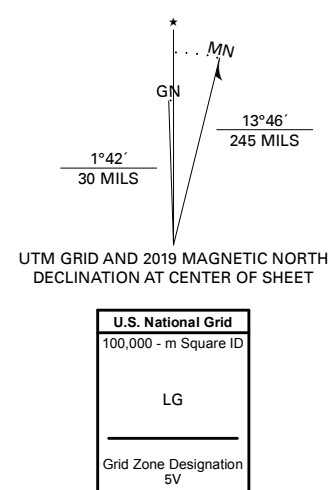 ★
MN
GN
13°46´
245 MILS
1°42´
30 MILS
UTM GRID AND 2019 MAGNETIC NORTH
DECLINATION AT CENTER OF SHEET
U.S. National Grid
100,000 - m Square ID
LG
Grid Zone Designation
5V